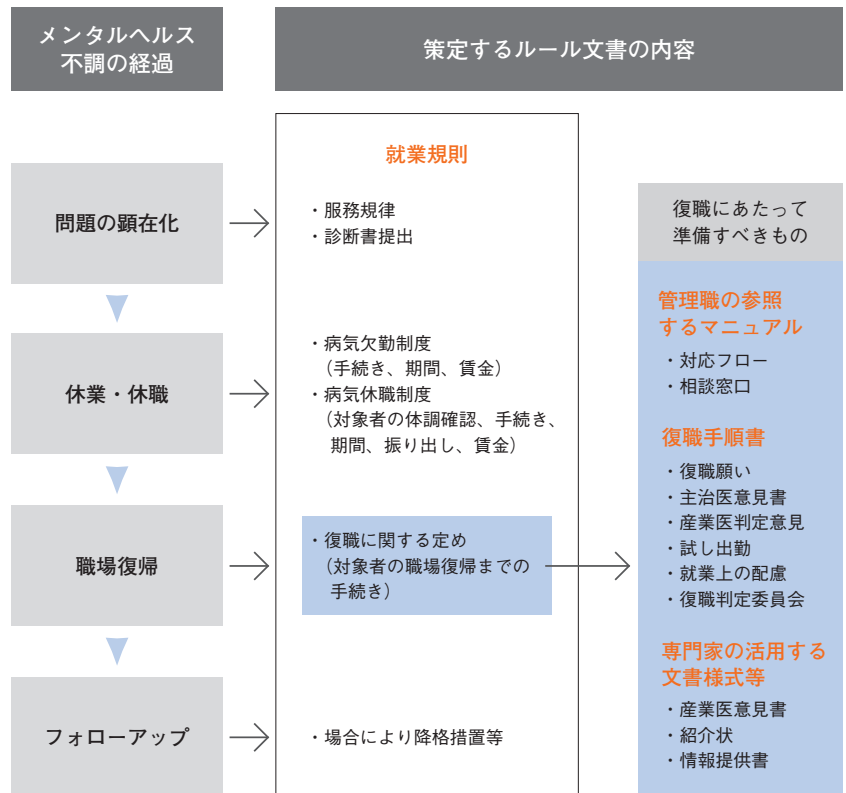 メンタルヘルス
不調の経過
策定するルール文書の内容
就業規則
問題の顕在化
・服務規律
・診断書提出
休業・休職
・病気欠勤制度
(手続き、期間、賃金)
・病気休職制度
(対象者の体調確認、手続き、
期間、振り出し、賃金)
職場復帰
・復職に関する定め
(対象者の職場復帰までの
手続き)
フォローアップ
・場合により降格措置等
復職にあたって
準備すべきもの
管理職の参照
するマニュアル
・対応フロー
・相談窓口
復職手順書
・復職願い
・主治医意見書
・産業医判定意見
・試し出勤
・就業上の配慮
・復職判定委員会
専門家の活用する
文書様式等
・産業医意見書
・紹介状
・情報提供書